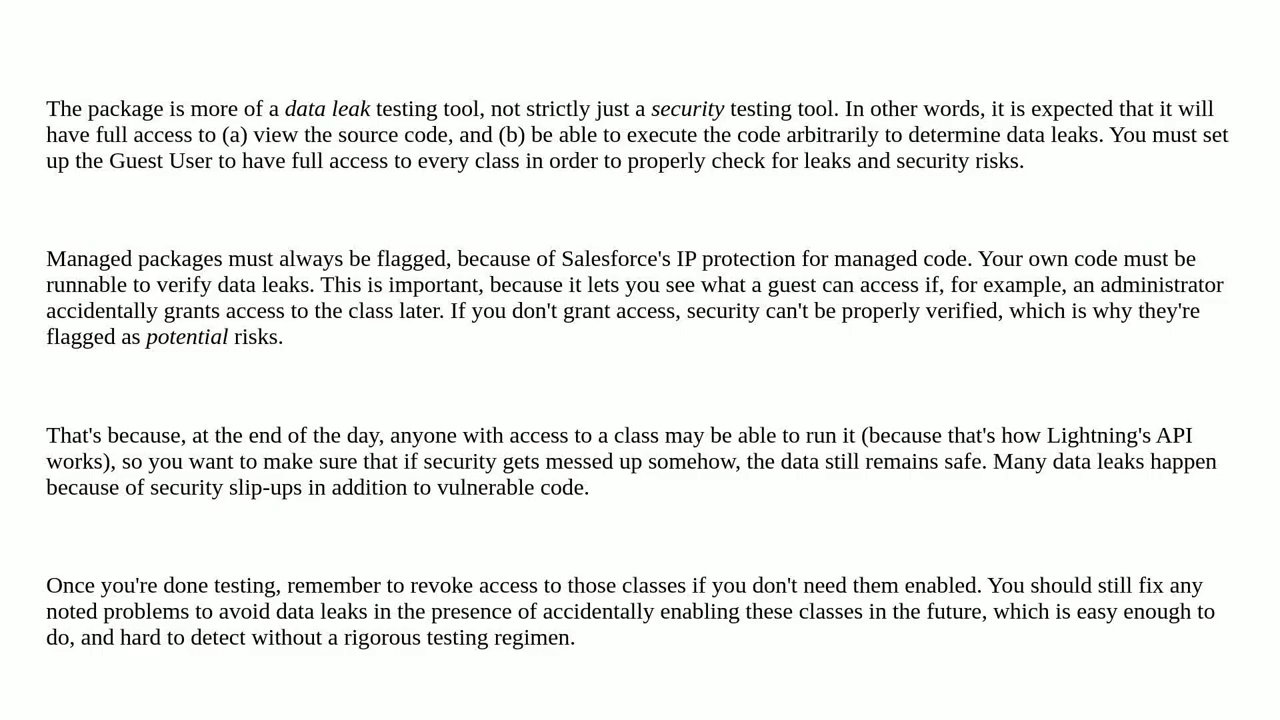 The package is more of a data leak testing tool, not strictly just a security testing tool. In other words, it is expected that it will
have full access to (a) view the source code, and (b) be able to execute the code arbitrarily to determine data leaks. You must set
up the Guest User to have full access to every class in order to properly check for leaks and security risks.
Managed packages must always be flagged, because of Salesforce's IP protection for managed code. Your own code must be
runnable to verify data leaks. This is important, because it lets you see what a guest can access if, for example, an administrator
accidentally grants access to the class later. If you don't grant access, security can't be properly verified, which is why they're
flagged as potential risks.
That's because, at the end of the day, anyone with access to a class may be able to run it (because that's how Lightning's API
works), so you want to make sure that if security gets messed up somehow, the data still remains safe. Many data leaks happen
because of security slip-ups in addition to vulnerable code.
Once you're done testing, remember to revoke access to those classes if you don't need them enabled. You should still fix any
noted problems to avoid data leaks in the presence of accidentally enabling these classes in the future, which is easy enough to
do, and hard to detect without a rigorous testing regimen.